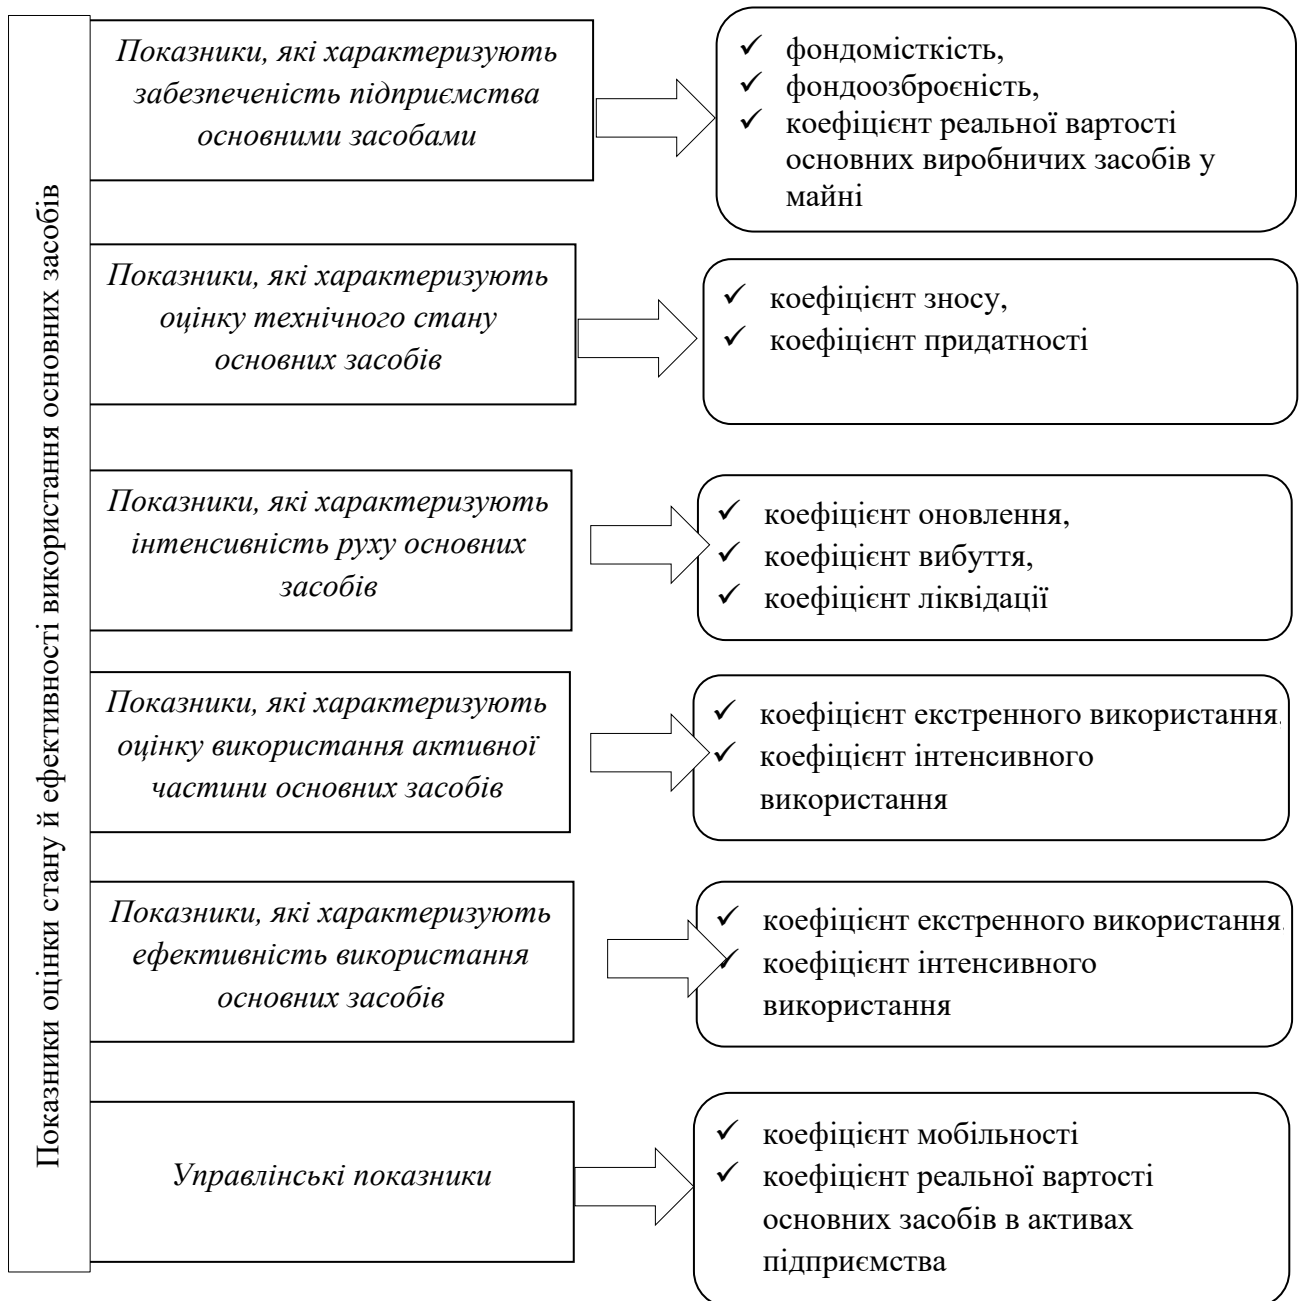 Показники оцінки стану й ефективності використання основних засобів
Показники, які характеризують
забезпеченість підприємства
основними засобами
✓ фондомісткість,
✓ фондоозброєність,
✓ коефіцієнт реальної вартості
основних виробничих засобів у
майні
Показники, які характеризують
оцінку технічного стану
основних засобів
✓ коефіцієнт зносу,
✓ коефіцієнт придатності
Показники, які характеризують
інтенсивність руху основних
засобів
✓ коефіцієнт оновлення,
✓ коефіцієнт вибуття,
✓ коефіцієнт ліквідації
Показники, які характеризують
оцінку використання активної
частини основних засобів
✓ коефіцієнт екстренного використання.
✓ коефіцієнт інтенсивного
використання
Показники, які характеризують
ефективність використання
основних засобів
✓ коефіцієнт екстренного використання.
✓ коефіцієнт інтенсивного
використання
Управлінські показники
✓ коефіцієнт мобільності
✓ коефіцієнт реальної вартості
основних засобів в активах
підприємства